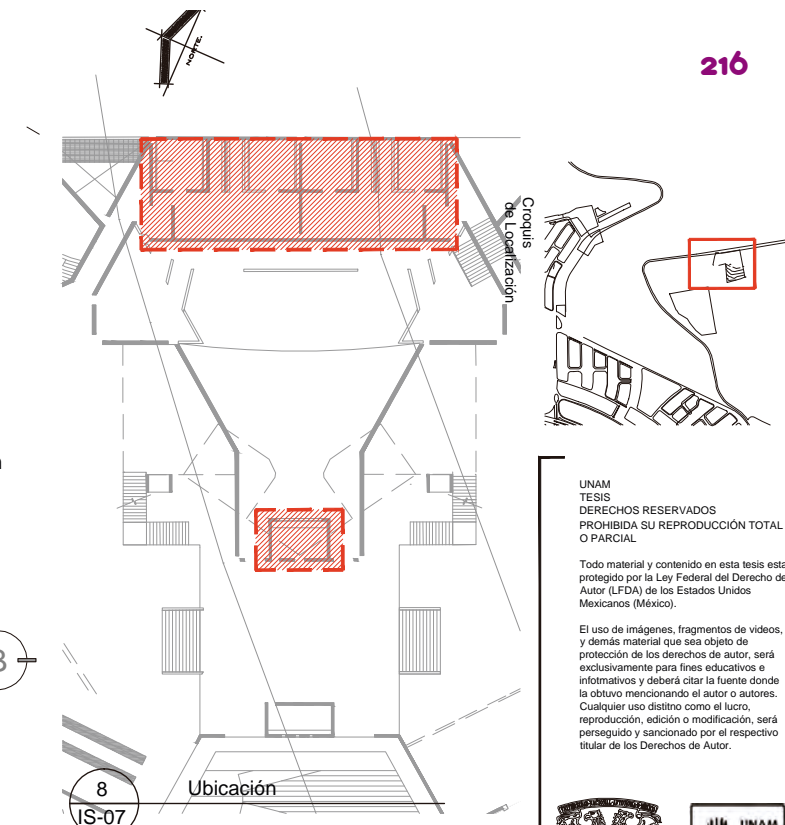 NORTE.
216
Croquis
de Localización
UNAM
TESIS
DERECHOS RESERVADOS
PROHIBIDA SU REPRODUCCIÓN TOTAL
O PARCIAL
Todo material y contenido en esta tesis esta
protegido por la Ley Federal del Derecho de
Autor (LFDA) de los Estados Unidos
Mexicanos (México).
El uso de imágenes, fragmentos de videos,
y demás material que sea objeto de
protección de los derechos de autor, será
exclusivamente para fines educativos e
infotmativos y deberá citar la fuente donde
la obtuvo mencionando el autor o autores.
Cualquier uso distitno como el lucro,
reproducción, edición o modificación, será
perseguido y sancionado por el respectivo
titular de los Derechos de Autor.
8
IS-07
Ubicación
UNAM